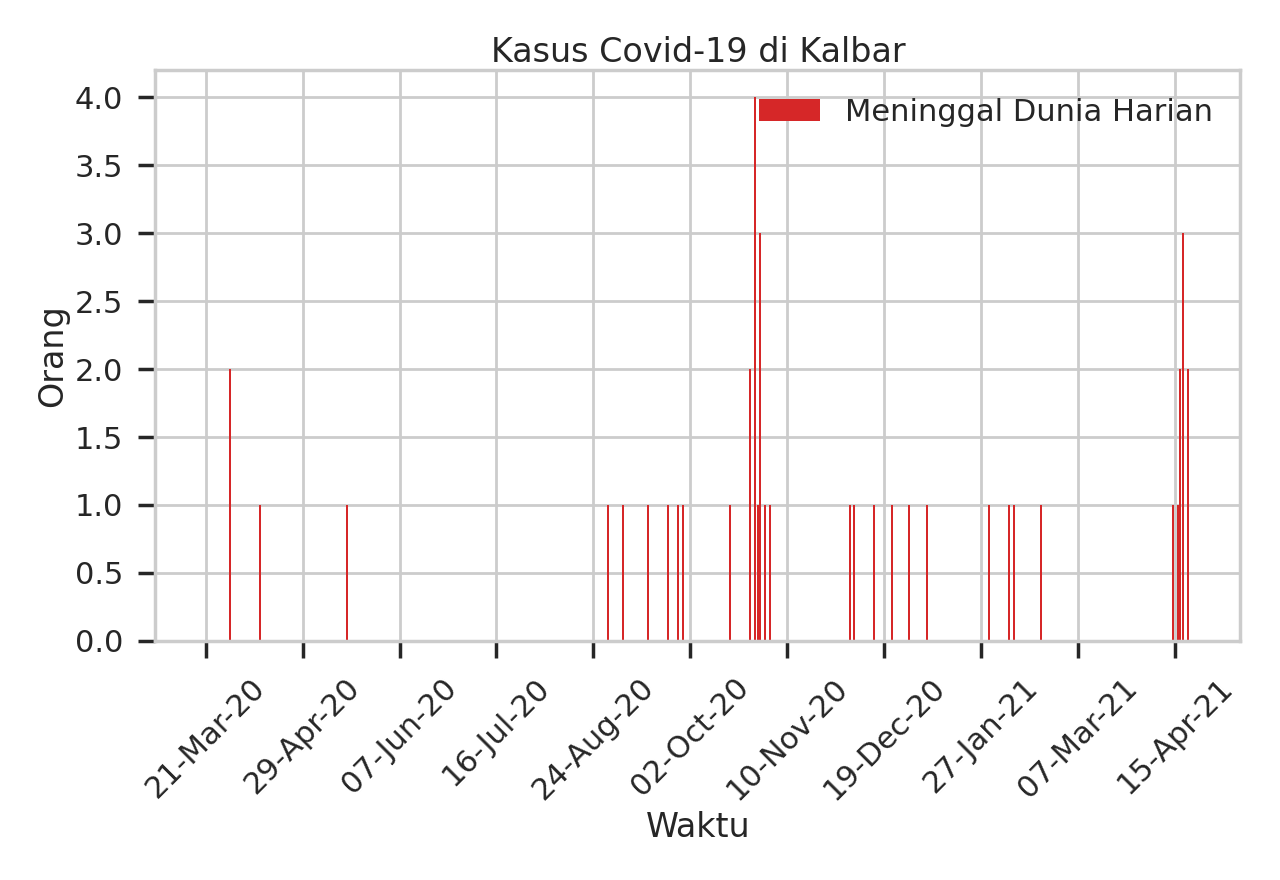 Kasus Covid-19 di Kalbar
Meninggal Dunia Harian
Orang
4.0
3.5
3.0
2.5
2.0
1.5
1.0
0.5
0.0
21-Mar-20
29-Apr-20
07-Jun-20
16-Jul-20
24-Aug-20
02-Oct-20
10-Nov-20
19-Dec-20
27-Jan-21
07-Mar-21
15-Apr-21
Waktu